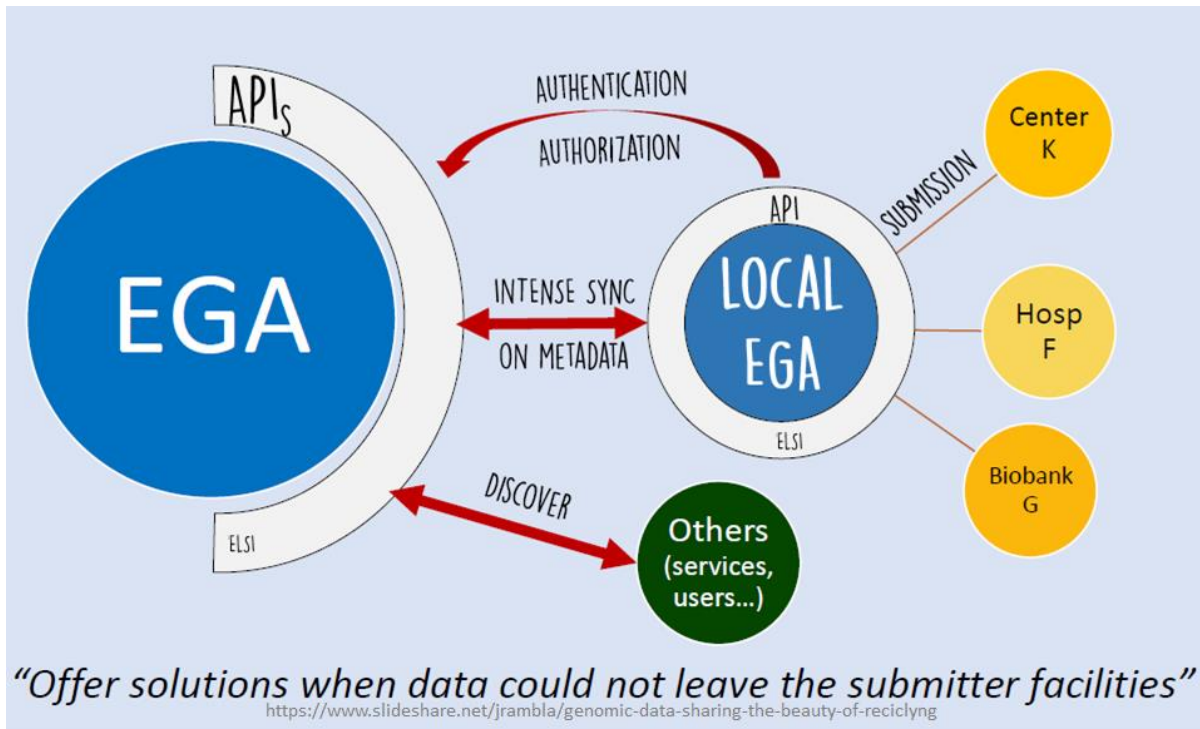 APIs
EGA
ELSI
AUTHENTICATION
AUTHORIZATION
INTENSE SYNC
ON METADATA
DISCOVER
API
LOCAL
EGA
ELSI
SUBMISSION
Center
K
Hosp
F
Biobank
G
Others
(services,
users...)
“Offer solutions when data could not leave the submitter facilities”
https://www.slideshare.net/jrambla/genomic-data-sharing-the-beauty-of-reciclyng